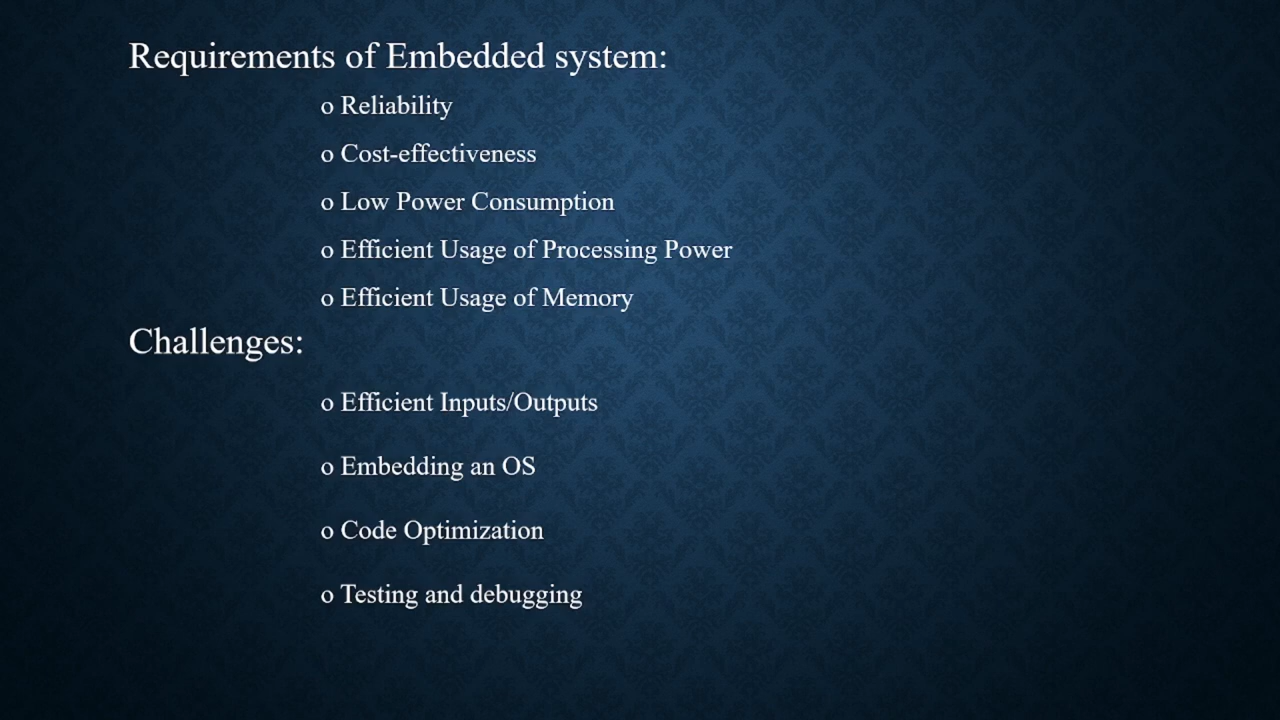 Requirements of Embedded system:
o Reliability
o Cost-effectiveness
o Low Power Consumption
o Efficient Usage of Processing Power
o Efficient Usage of Memory
Challenges:
o Efficient Inputs/Outputs
o Embedding an OS
o Code Optimization
o Testing and debugging